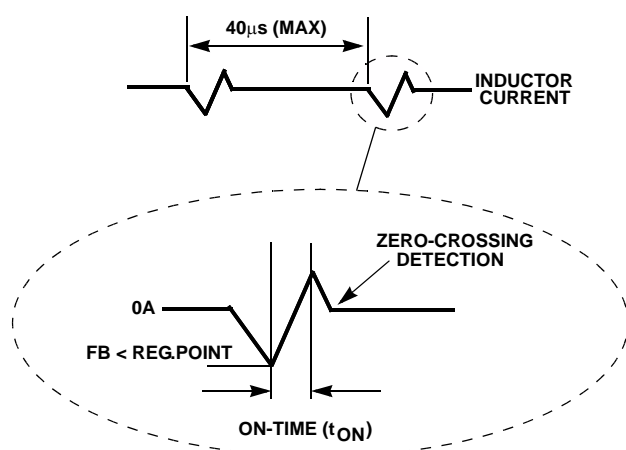 40μs (MAX)
INDUCTOR
CURRENT
ZERO-CROSSING
DETECTION
0A
FB < REG.POINT
ON-TIME (tON)